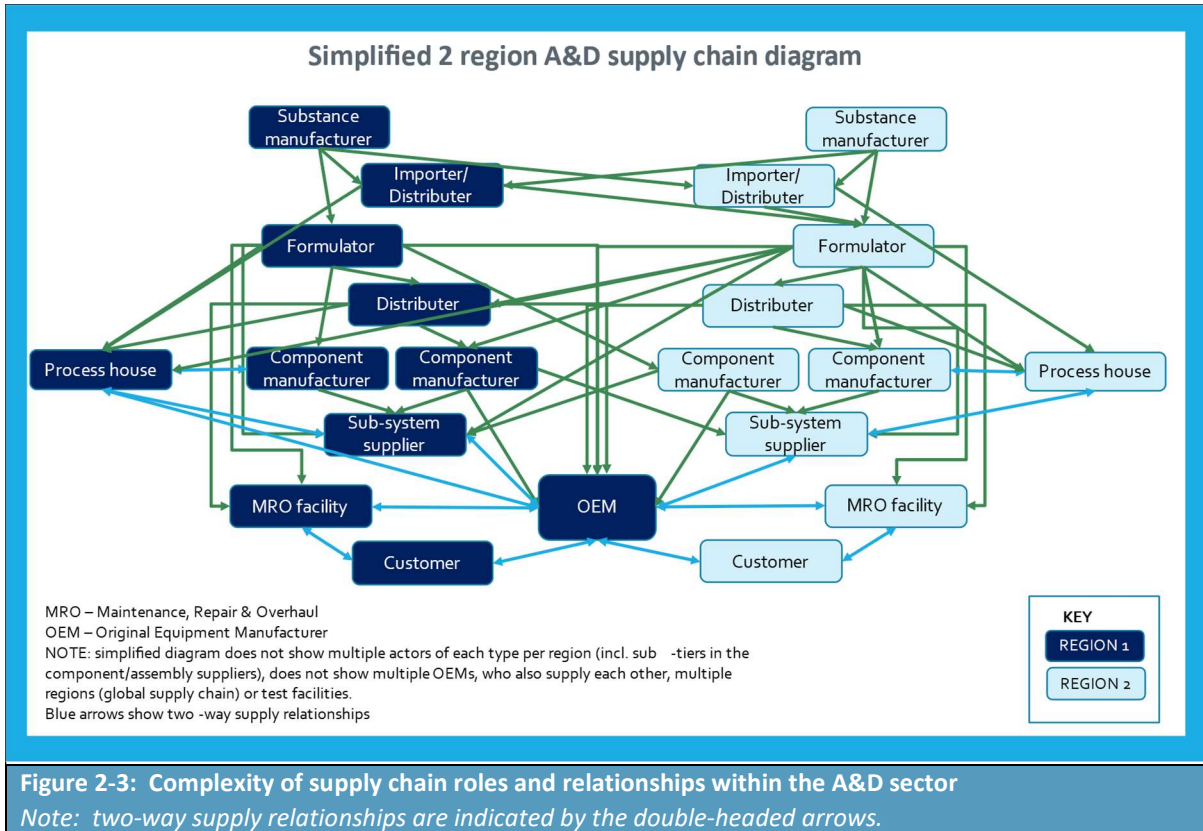 Simplified 2 region A&D supply chain diagram
Substance
manufacturer
Substance
manufacturer
Importer/
Distributer
Importer/
Distributer
Formulator
Formulator
Distributer
Distributer
Process house
Component
manufacturer
Component
manufacturer
Component
manufacturer
Component
manufacturer
Process house
Sub-system
supplier
Sub-system
supplier
MRO facility
OEM
MRO facility
Customer
Customer
MRO – Maintenance, Repair & Overhaul
OEM – Original Equipment Manufacturer
NOTE: simplified diagram does not show multiple actors of each type per region (incl. sub -tiers in the
component/assembly suppliers), does not show multiple OEMs, who also supply each other, multiple
regions (global supply chain) or test facilities.
Blue arrows show two -way supply relationships
KEY
REGION 1
REGION 2
Figure 2-3: Complexity of supply chain roles and relationships within the A&D sector
Note: two-way supply relationships are indicated by the double-headed arrows.